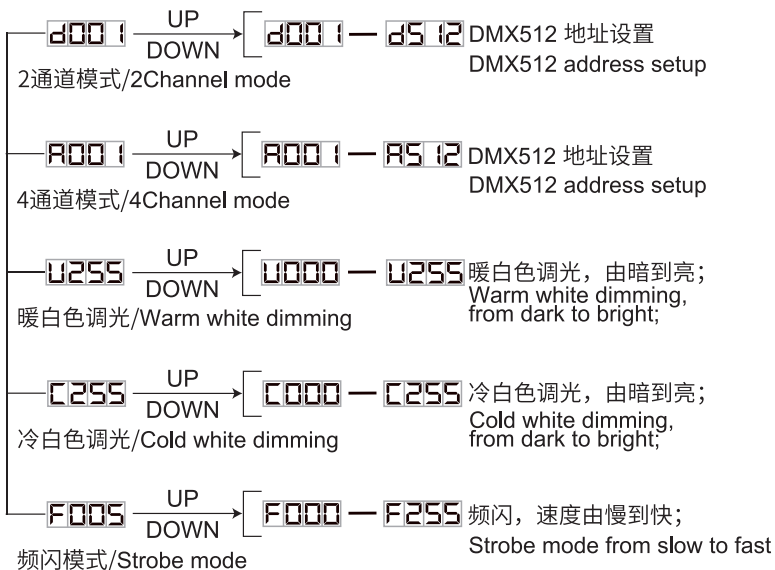 d001 UP DOWN d001 — d512 DMX512 地址设置
DMX512 address setup
2通道模式/2Channel mode
A001 UP DOWN A001 — A512 DMX512 地址设置
DMX512 address setup
4通道模式/4Channel mode
U255 UP DOWN U000 — U255 暖白色调光，由暗到亮；
Warm white dimming,
from dark to bright;
暖白色调光/Warm white dimming
C255 UP DOWN C000 — C255 冷白色调光，由暗到亮；
Cold white dimming,
from dark to bright;
冷白色调光/Cold white dimming
F005 UP DOWN F000 — F255 频闪，速度由慢到快；
Strobe mode from slow to fast
频闪模式/Strobe mode